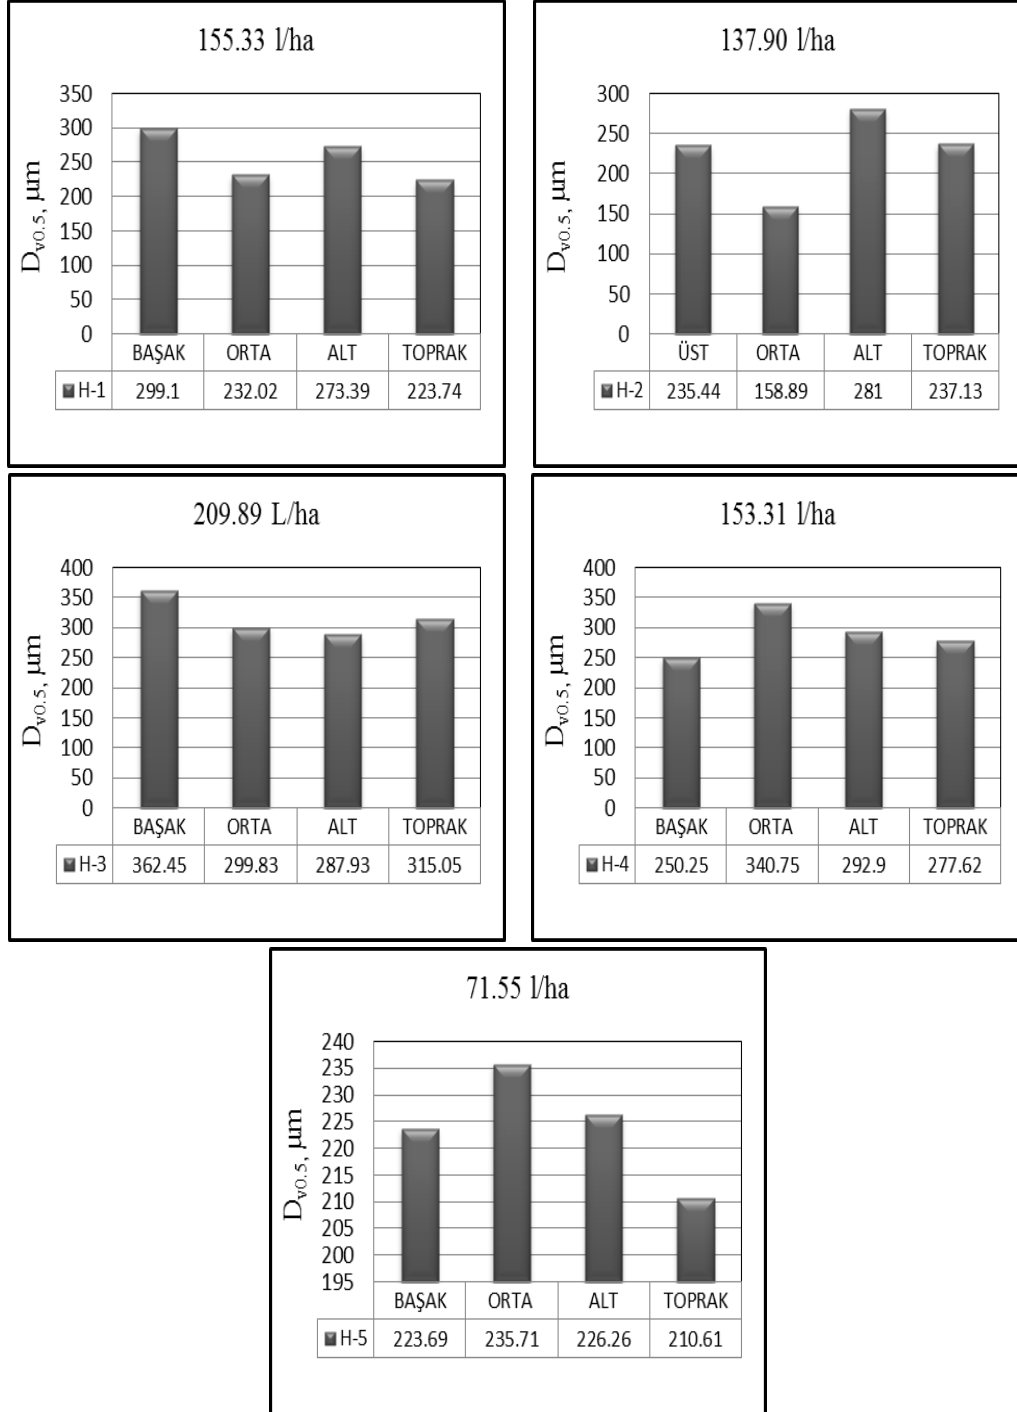 155.33 l/ha
350
300
250
200
150
100
50
0
D_v0.5, µm
BAŞAK ORTA ALT TOPRAK
H-1 299.1 232.02 273.39 223.74
137.90 l/ha
300
250
200
150
100
50
0
D_v0.5, µm
ÜST ORTA ALT TOPRAK
H-2 235.44 158.89 281 237.13
209.89 L/ha
400
350
300
250
200
150
100
50
0
D_v0.5, µm
BAŞAK ORTA ALT TOPRAK
H-3 362.45 299.83 287.93 315.05
153.31 l/ha
400
350
300
250
200
150
100
50
0
D_v0.5, µm
BAŞAK ORTA ALT TOPRAK
H-4 250.25 340.75 292.9 277.62
71.55 l/ha
240
235
230
225
220
215
210
205
200
195
D_v0.5, µm
BAŞAK ORTA ALT TOPRAK
H-5 223.69 235.71 226.26 210.61